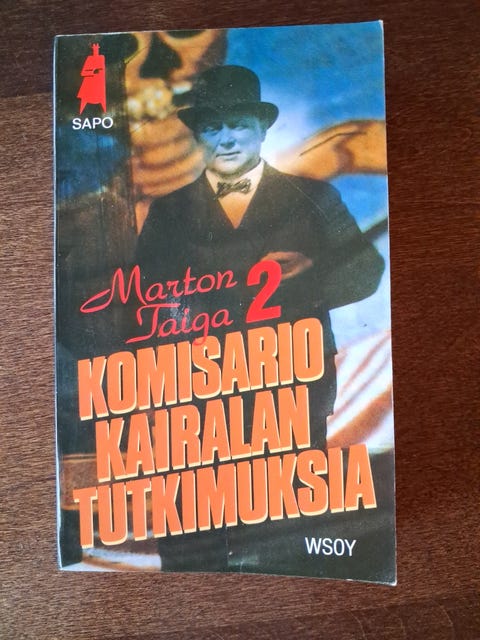 SAPO
Marton
Taiga 2
KOMISARIO
KAIRALAN
TUTKIMUKSIA
WSOY